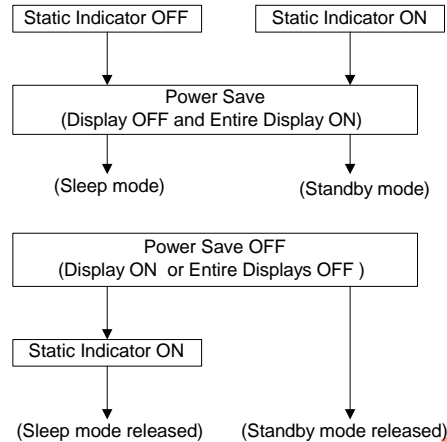 Static Indicator OFF
Static Indicator ON
Power Save
(Display OFF and Entire Display ON)
(Sleep mode)
(Standby mode)
Power Save OFF
(Display ON or Entire Displays OFF )
Static Indicator ON
(Sleep mode released)
(Standby mode released)